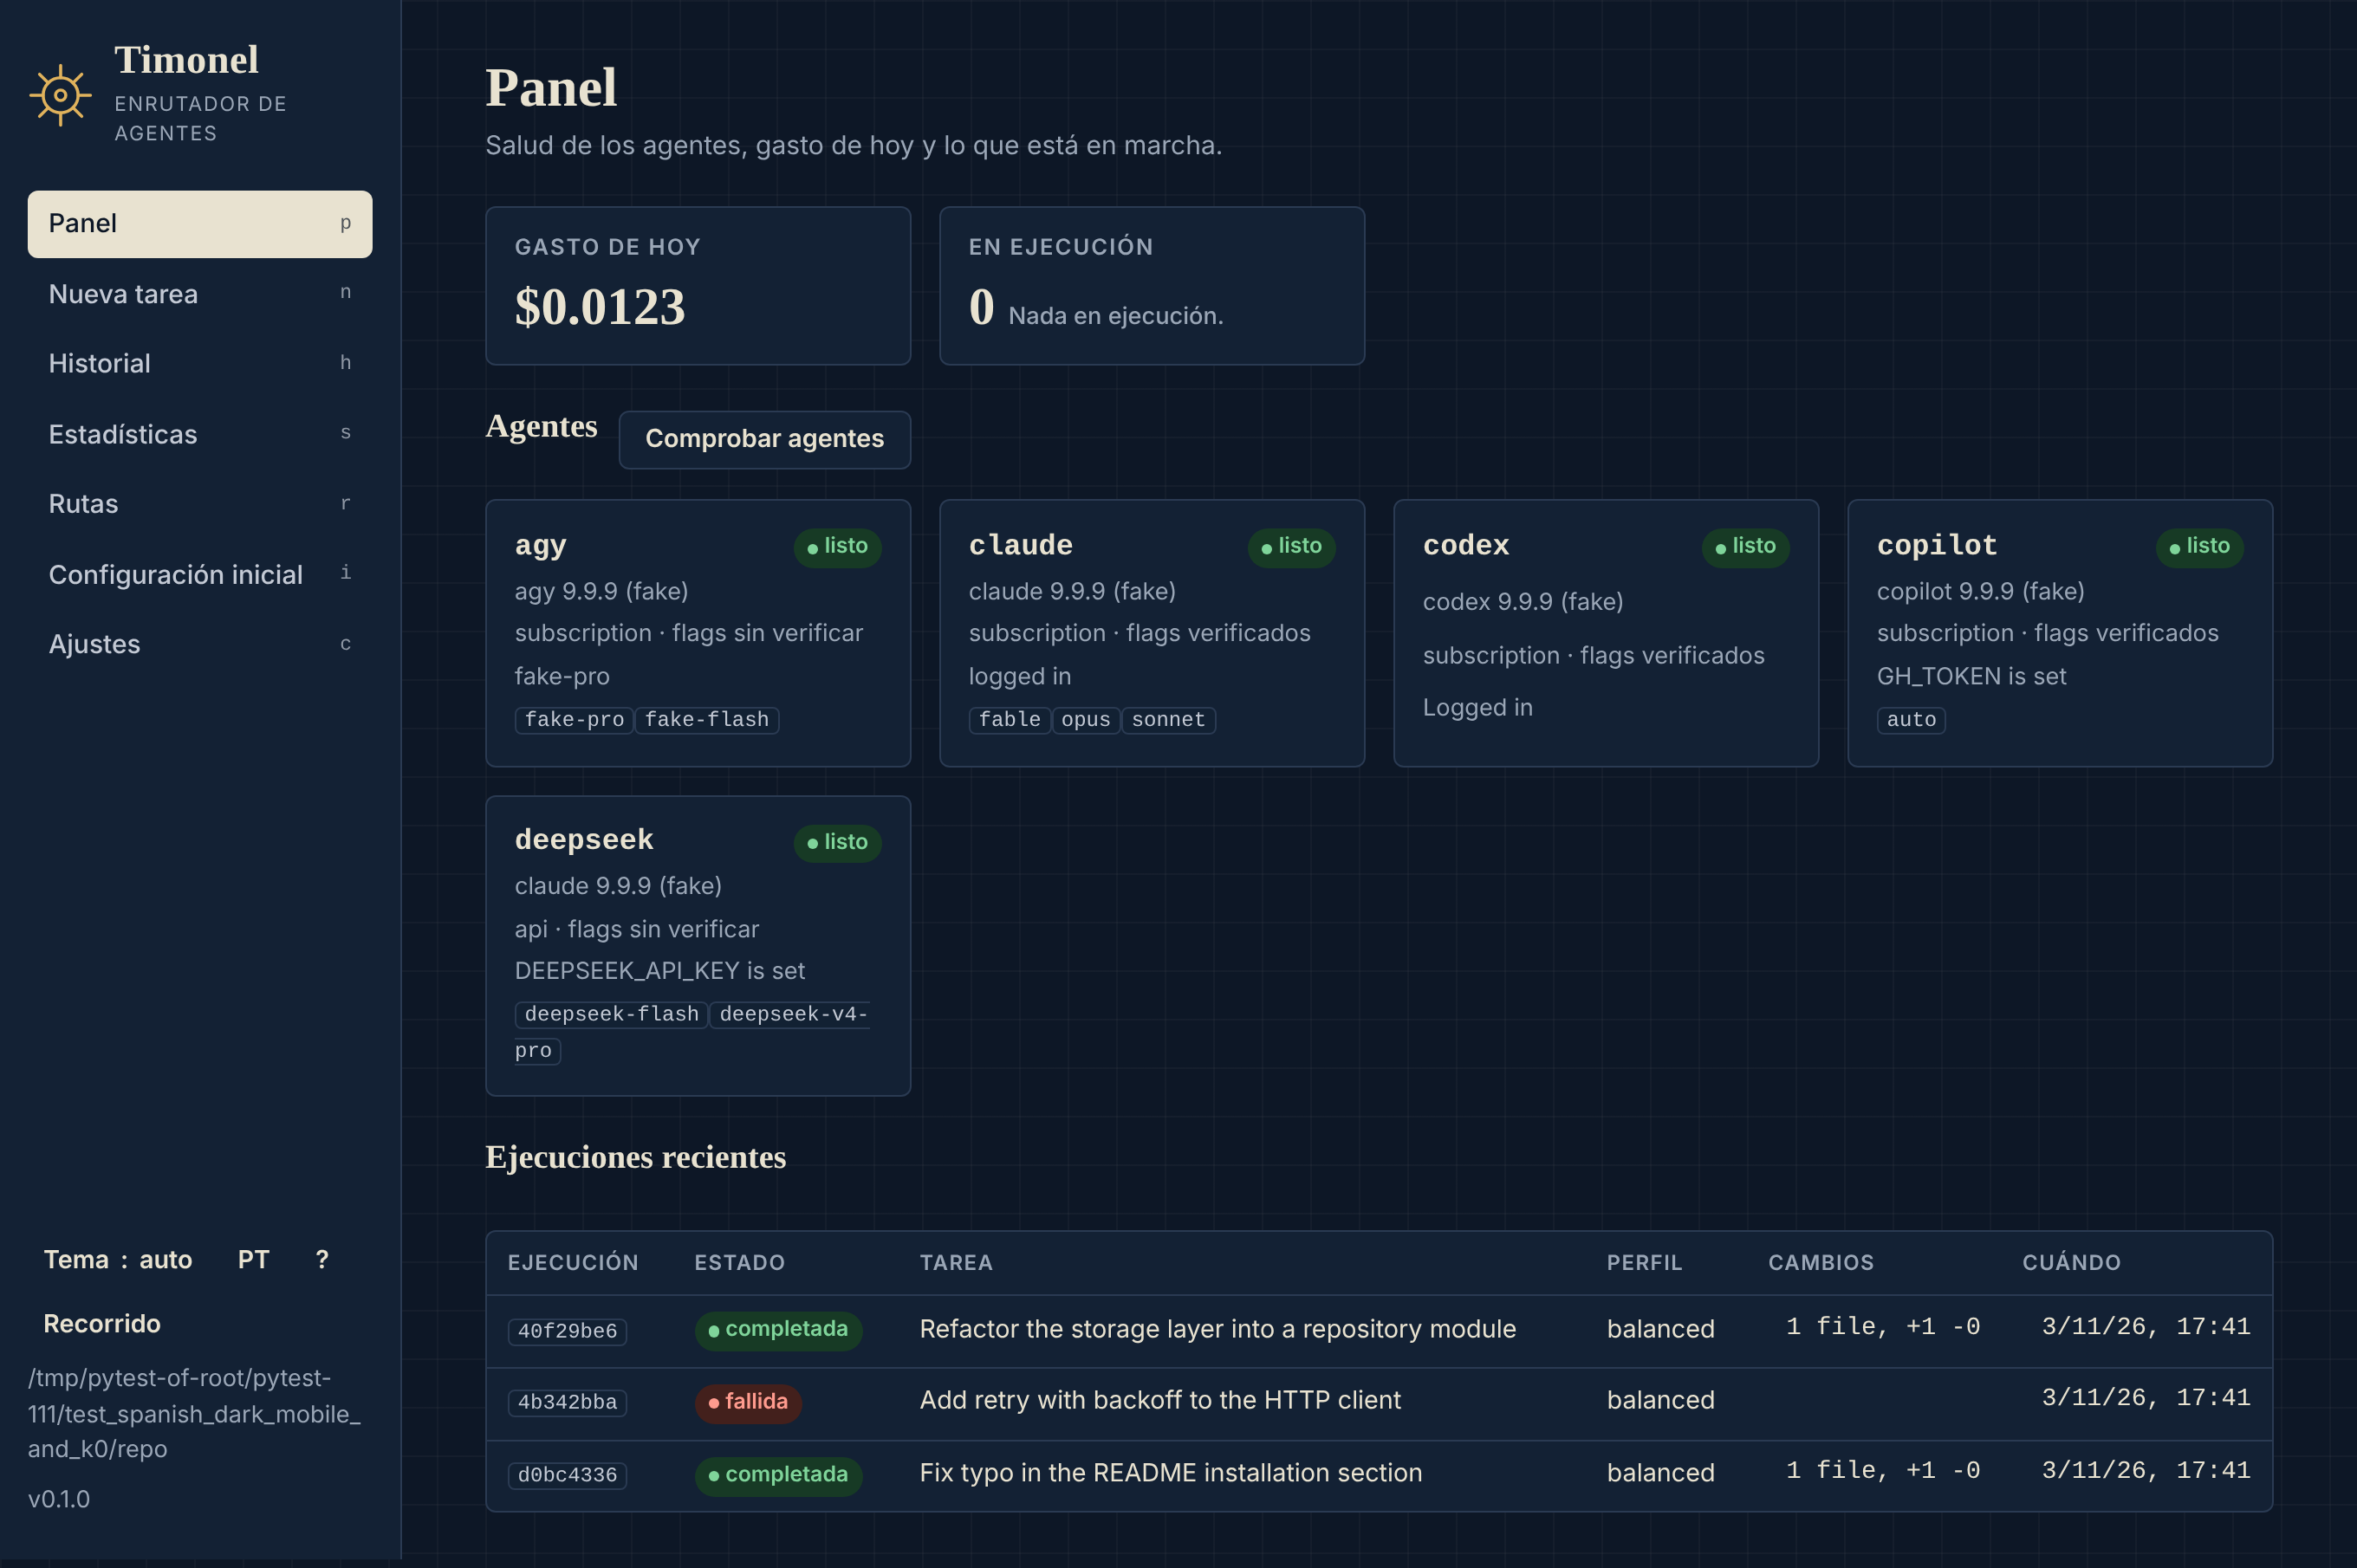 Timonel
ENRUTADOR DE
AGENTES
Panel p
Nueva tarea n
Historial h
Estadísticas s
Rutas r
Configuración inicial i
Ajustes c
Tema : auto PT ?
Recorrido
/tmp/pytest-of-root/pytest-
111/test_spanish_dark_mobile_
and_k0/repo
v0.1.0
Panel
Salud de los agentes, gasto de hoy y lo que está en marcha.
GASTO DE HOY
$0.0123
EN EJECUCIÓN
0 Nada en ejecución.
Agentes
Comprobar agentes
agy listo
agy 9.9.9 (fake)
subscription · flags sin verificar
fake-pro
fake-pro fake-flash
claude listo
claude 9.9.9 (fake)
subscription · flags verificados
logged in
fable opus sonnet
codex listo
codex 9.9.9 (fake)
subscription · flags verificados
Logged in
copilot listo
copilot 9.9.9 (fake)
subscription · flags verificados
GH_TOKEN is set
auto
deepseek listo
claude 9.9.9 (fake)
api · flags sin verificar
DEEPSEEK_API_KEY is set
deepseek-flash deepseek-v4-
pro
Ejecuciones recientes
EJECUCIÓN ESTADO TAREA PERFIL CAMBIOS CUÁNDO
40f29be6 completada Refactor the storage layer into a repository module balanced 1 file, +1 -0 3/11/26, 17:41
4b342bba fallida Add retry with backoff to the HTTP client balanced 3/11/26, 17:41
d0bc4336 completada Fix typo in the README installation section balanced 1 file, +1 -0 3/11/26, 17:41